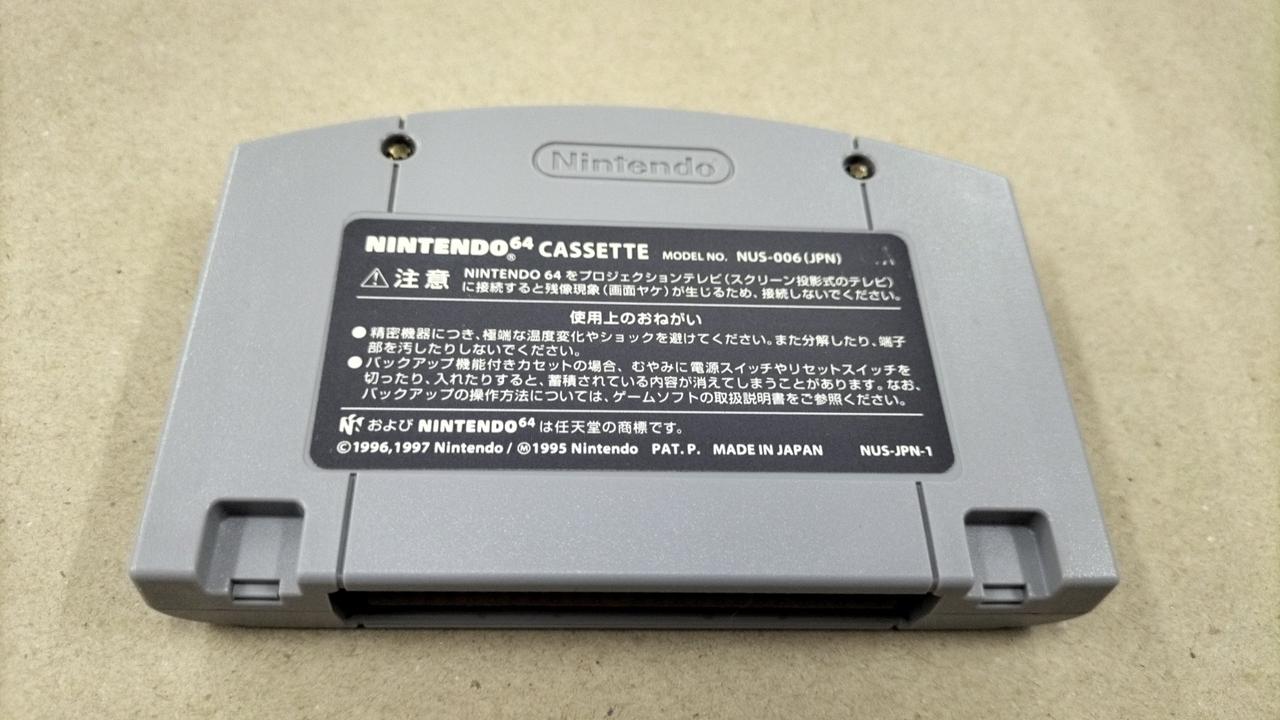 Nintendo
NINTENDO64 CASSETTE MODEL NO. NUS-006(JPN)
注意 NINTENDO 64 をプロジェクションテレビ(スクリーン投影式のテレビ)
に接続すると残像現象(画面ヤケ)が生じるため、接続しないでください。
使用上のおねがい
●精密機器につき、極端な温度変化やショックを避けてください。また分解したり、端子
部を汚したりしないでください。
●バックアップ機能付きカセットの場合、むやみに電源スイッチやリセットスイッチを
切ったり、入れたりすると、蓄積されている内容が消えてしまうことがあります。なお、
バックアップの操作方法については、ゲームソフトの取扱説明書をご参照ください。
および NINTENDO64 は任天堂の商標です。
©1996,1997 Nintendo / Ⓜ1995 Nintendo PAT. P. MADE IN JAPAN NUS-JPN-1